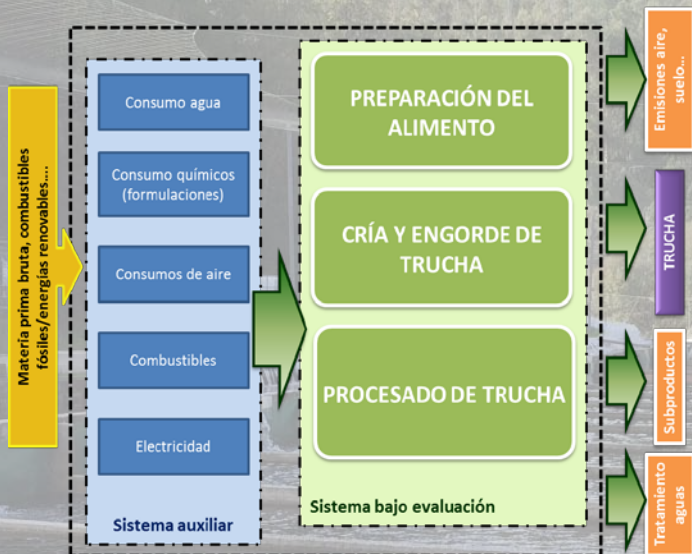 Materia prima bruta, combustibles
fósiles/energías renovables....
Consumo agua
Consumo químicos
(formulaciones)
Consumos de aire
Combustibles
Electricidad
Sistema auxiliar
PREPARACIÓN DEL
ALIMENTO
CRÍA Y ENGORDE DE
TRUCHA
PROCESADO DE TRUCHA
Sistema bajo evaluación
Emisiones aire,
suelo...
TRUCHA
Subproductos
Tratamiento
aguas